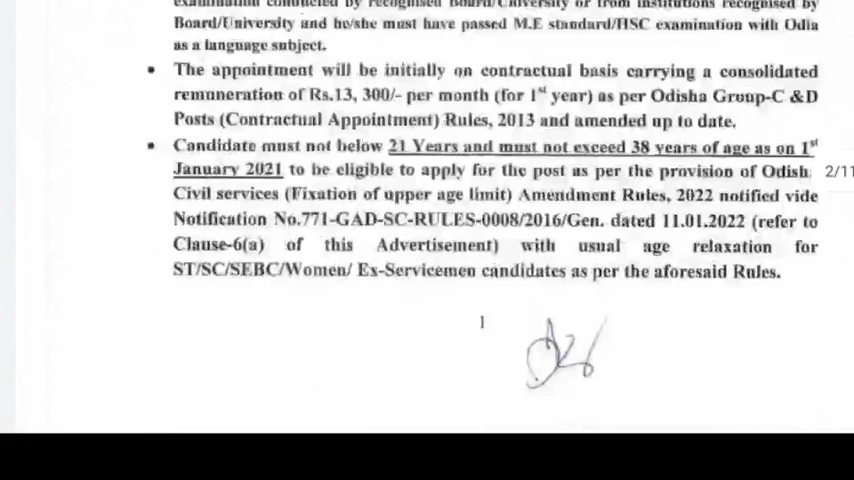 examination conducted by recognised Board/University or from institutions recognised by
Board/University and he/she must have passed M.E standard/HSC examination with Odia
as a language subject.
• The appointment will be initially on contractual basis carrying a consolidated
remuneration of Rs.13, 300/- per month (for 1st year) as per Odisha Group-C &D
Posts (Contractual Appointment) Rules, 2013 and amended up to date.
• Candidate must not below 21 Years and must not exceed 38 years of age as on 1st
January 2021 to be eligible to apply for the post as per the provision of Odish
2/11
Civil services (Fixation of upper age limit) Amendment Rules, 2022 notified vide
Notification No.771-GAD-SC-RULES-0008/2016/Gen. dated 11.01.2022 (refer to
Clause-6(a) of this Advertisement) with usual age relaxation for
ST/SC/SEBC/Women/ Ex-Servicemen candidates as per the aforesaid Rules.
1